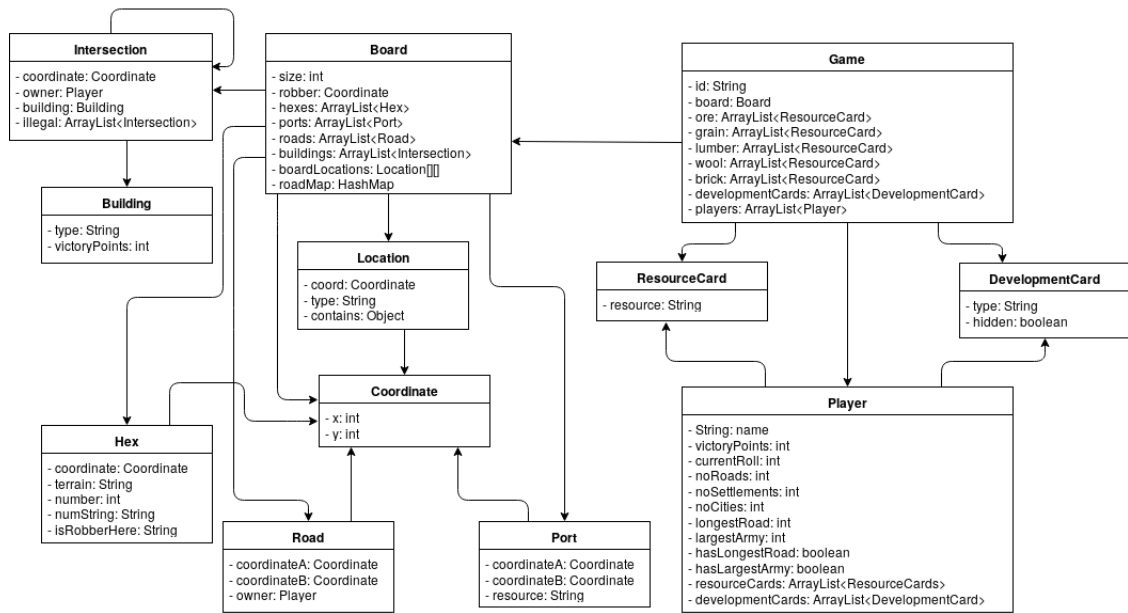 Intersection
- coordinate: Coordinate
- owner: Player
- building: Building
- illegal: ArrayList<Intersection>
Board
- size: int
- robber: Coordinate
- hexes: ArrayList<Hex>
- ports: ArrayList<Port>
- roads: ArrayList<Road>
- buildings: ArrayList<Intersection>
- boardLocations: Location[][]
- roadMap: HashMap
Game
- id: String
- board: Board
- ore: ArrayList<ResourceCard>
- grain: ArrayList<ResourceCard>
- lumber: ArrayList<ResourceCard>
- wool: ArrayList<ResourceCard>
- brick: ArrayList<ResourceCard>
- developmentCards: ArrayList<DevelopmentCard>
- players: ArrayList<Player>
Building
- type: String
- victoryPoints: int
Location
- coord: Coordinate
- type: String
- contains: Object
ResourceCard
- resource: String
DevelopmentCard
- type: String
- hidden: boolean
Coordinate
- x: int
- y: int
Player
- String: name
- victoryPoints: int
- currentRoll: int
- noRoads: int
- noSettlements: int
- noCities: int
- longestRoad: int
- largestArmy: int
- hasLongestRoad: boolean
- hasLargestArmy: boolean
- resourceCards: ArrayList<ResourceCards>
- developmentCards: ArrayList<DevelopmentCard>
Hex
- coordinate: Coordinate
- terrain: String
- number: int
- numString: String
- isRobberHere: String
Road
- coordinateA: Coordinate
- coordinateB: Coordinate
- owner: Player
Port
- coordinateA: Coordinate
- coordinateB: Coordinate
- resource: String